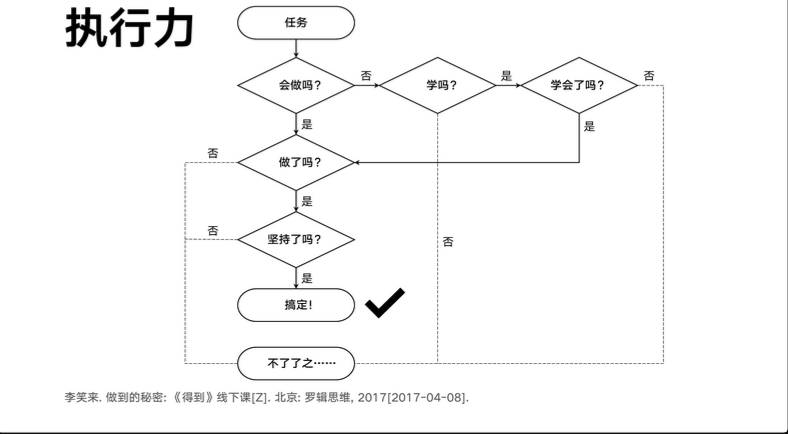 执行力
任务
会做吗?
否
学吗?
是
学会了吗?
否
是
是
否
做了吗?
是
否
坚持了吗?
否
是
搞定!
不了了之……
李笑来. 做到的秘密: 《得到》线下课[Z]. 北京: 罗辑思维, 2017[2017-04-08].